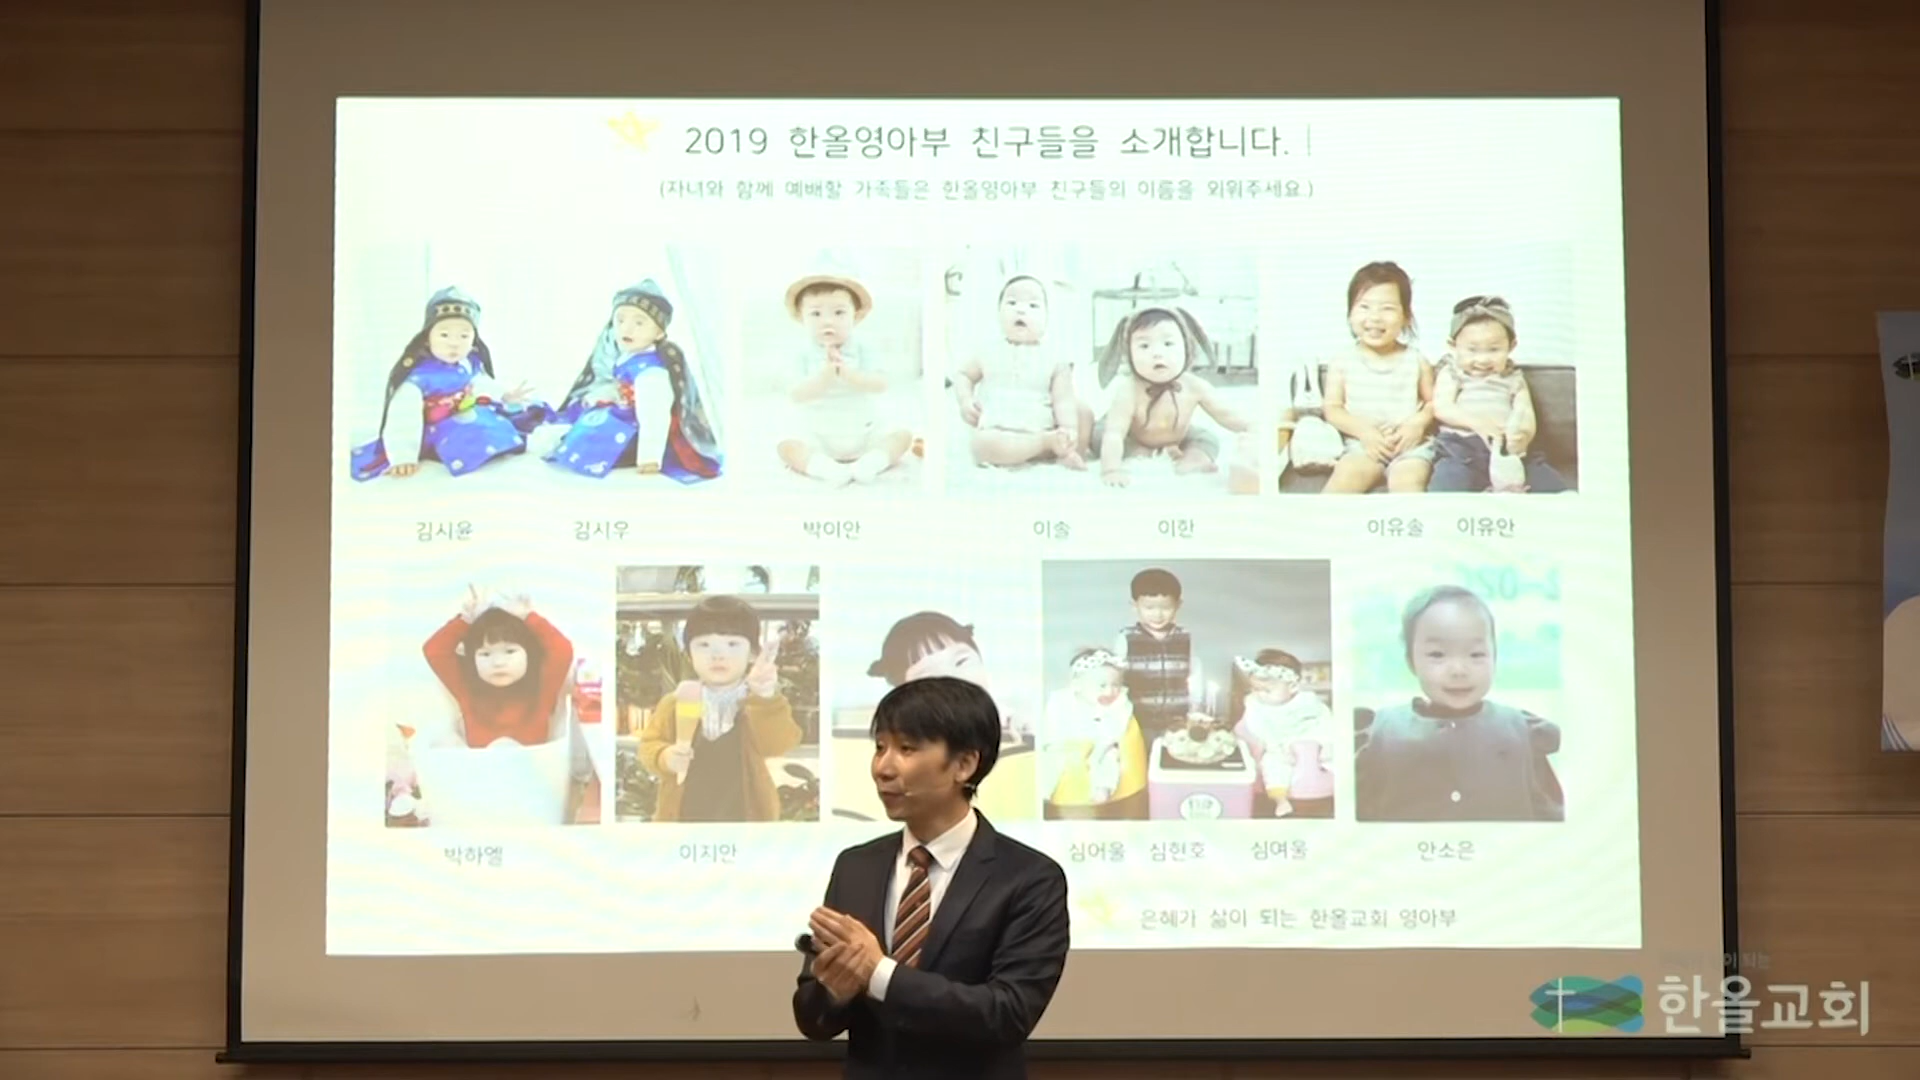 2019 한올영아부 친구들을 소개합니다.
(자녀와 함께 예배할 가족들은 한올영아부 친구들의 이름을 외워주세요.)
김시윤 김시우 박이안 이솔 이한 이유솔 이유안
박하엘 이지안 심어울 심현호 심여울 안소은
은혜가 삶이 되는 한올교회 영아부
이 되는
한올교회